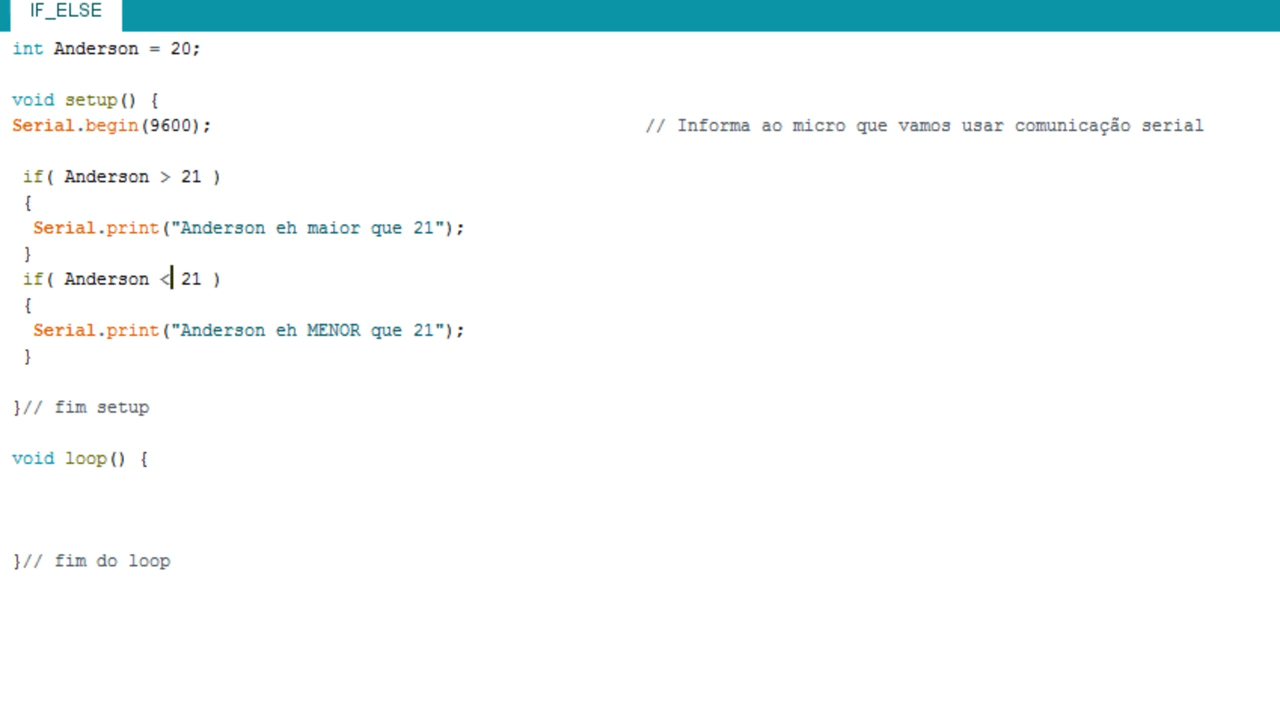 IF_ELSE
int Anderson = 20;
void setup() {
Serial.begin(9600); // Informa ao micro que vamos usar comunicação serial
if( Anderson > 21 )
{
Serial.print("Anderson eh maior que 21");
}
if( Anderson < 21 )
{
Serial.print("Anderson eh MENOR que 21");
}
}// fim setup
void loop() {
}// fim do loop